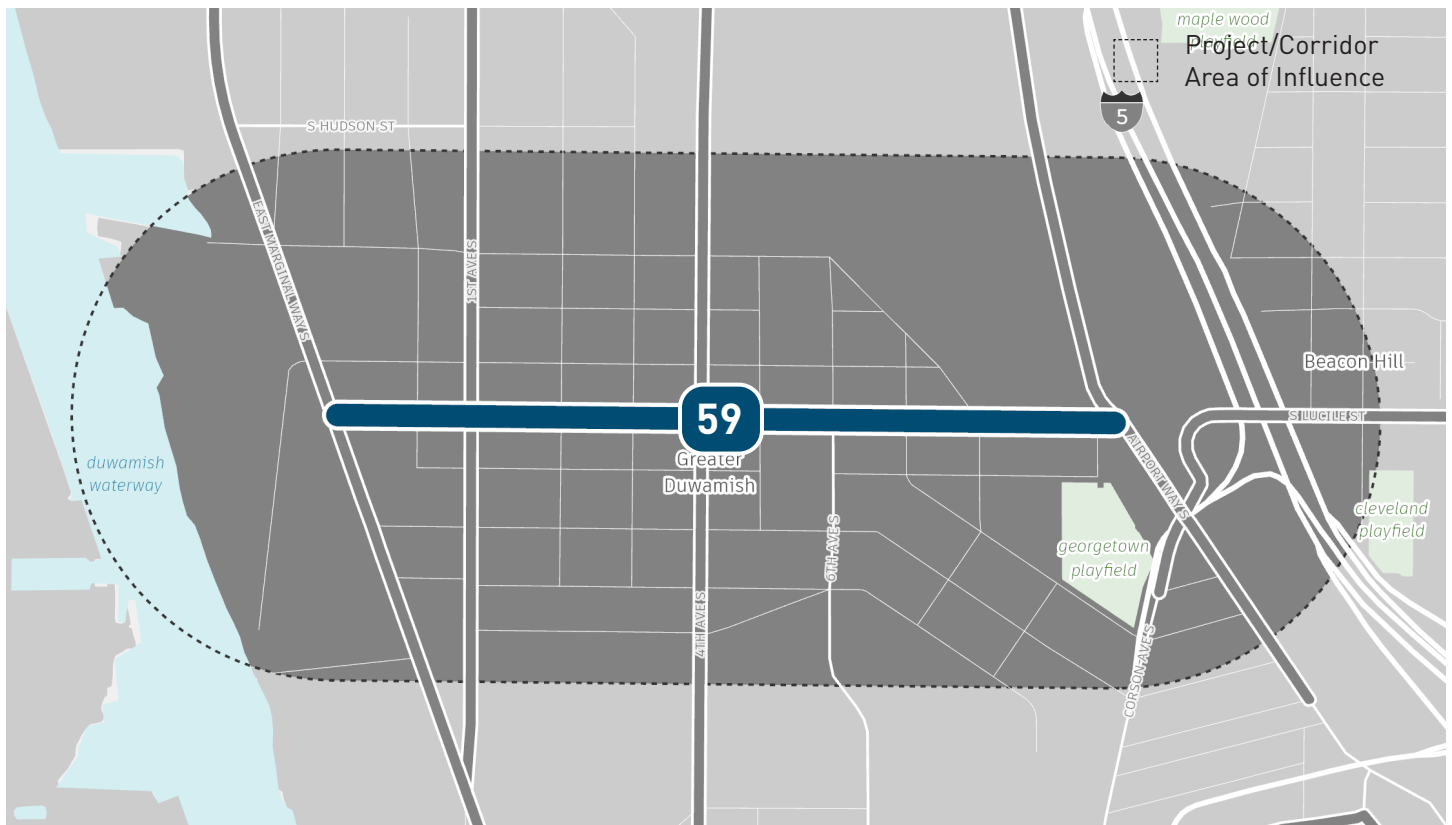 maple wood
playfield
Project/Corridor
Area of Influence
5
S HUDSON ST
EAST MARGINAL WAY S
1ST AVE S
Beacon Hill
59
S LUCILE ST
Greater
Duwamish
AIRPORT WAY S
duwamish
waterway
cleveland
playfield
georgetown
playfield
6TH AVE S
4TH AVE S
CORSON AVE S